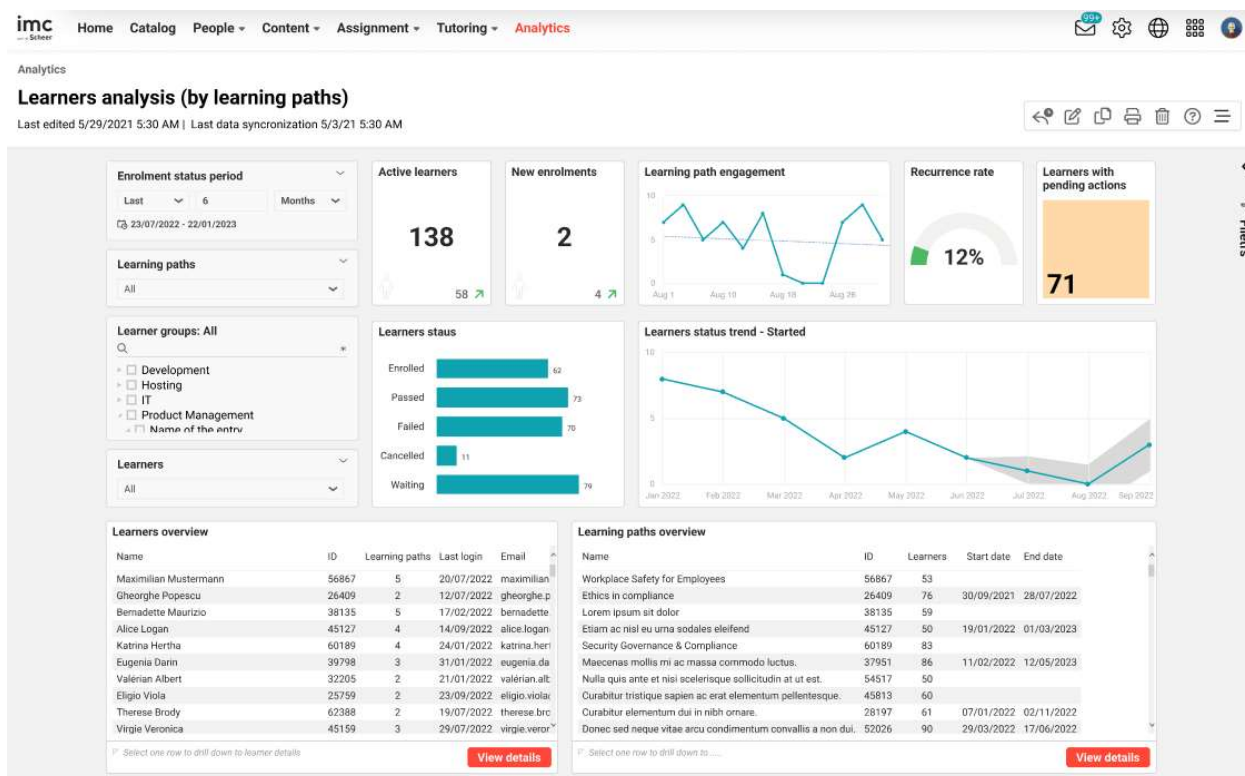 imc
Scheer
Home Catalog People Content Assignment Tutoring Analytics
99+
Analytics
Learners analysis (by learning paths)
Last edited 5/29/2021 5:30 AM | Last data syncronization 5/3/21 5:30 AM
Enrolment status period
Last 6 Months
23/07/2022 - 22/01/2023
Learning paths
All
Learner groups: All
Development
Hosting
IT
Product Management
Name of the entry
Learners
All
Active learners
138
58
New enrolments
2
4
Learning path engagement
10
5
0
Aug 1 Aug 10 Aug 18 Aug 26
Recurrence rate
12%
Learners with
pending actions
71
Filters
Learners staus
Enrolled 62
Passed 73
Failed 70
Cancelled 11
Waiting 79
Learners status trend - Started
10
5
0
Jan 2022 Feb 2022 Mar 2022 Apr 2022 May 2022 Jun 2022 Jul 2022 Aug 2022 Sep 2022
Learners overview
Name ID Learning paths Last login Email
Maximilian Mustermann 56867 5 20/07/2022 maximilian
Gheorghe Popescu 26409 2 12/07/2022 gheorghe.p
Bernadette Maurizio 38135 5 17/02/2022 bernadette
Alice Logan 45127 4 14/09/2022 alice.logan
Katrina Hertha 60189 4 24/01/2022 katrina.her
Eugenia Darin 39798 3 31/01/2022 eugenia.da
Valérian Albert 32205 2 21/01/2022 valérian.alb
Eligio Viola 25759 2 23/09/2022 eligio.viola
Therese Brody 62388 2 19/07/2022 therese.bro
Virgie Veronica 45159 3 29/07/2022 virgie.veror
Select one row to drill down to learner details
View details
Learning paths overview
Name ID Learners Start date End date
Workplace Safety for Employees 56867 53
Ethics in compliance 26409 76 30/09/2021 28/07/2022
Lorem ipsum sit dolor 38135 59
Etiam ac nisl eu urna sodales eleifend 45127 50 19/01/2022 01/03/2023
Security Governance & Compliance 60189 83
Maecenas mollis mi ac massa commodo luctus. 37951 86 11/02/2022 12/05/2023
Nulla quis ante et nisi scelerisque sollicitudin at ut est. 54517 50
Curabitur tristique sapien ac erat elementum pellentesque. 45813 60
Curabitur elementum dui in nibh ornare. 28197 61 07/01/2022 02/11/2022
Donec sed neque vitae arcu condimentum convallis a non dui. 52026 90 29/03/2022 17/06/2022
Select one row to drill down to.....
View details